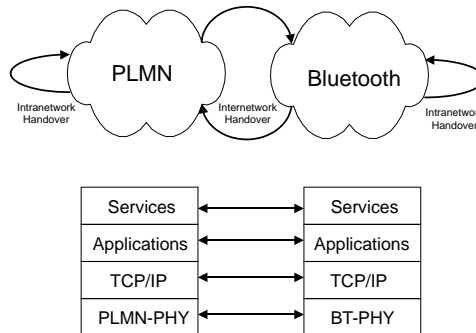 PLMN
Bluetooth
Intranetwork
Handover
Internetwork
Handover
Intranetwork
Handover
Services
Services
Applications
Applications
TCP/IP
TCP/IP
PLMN-PHY
BT-PHY